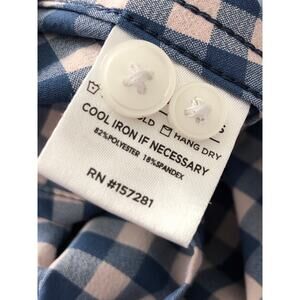 HANG DRY
COOL IRON IF NECESSARY
82%POLYESTER 18%SPANDEX
RN #157281